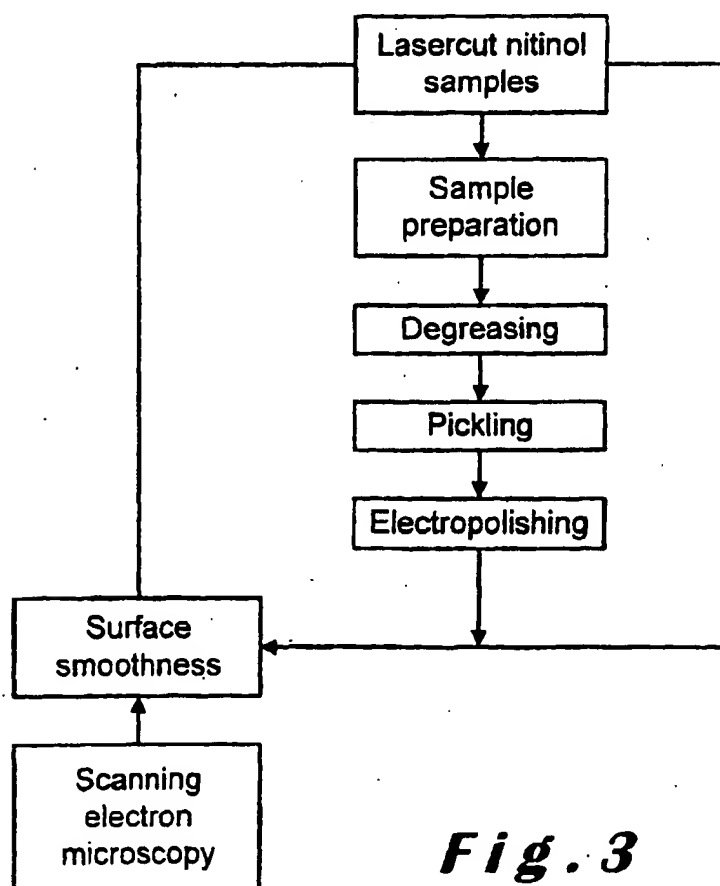 Lasercut nitinol
samples
Sample
preparation
Degreasing
Pickling
Electropolishing
Surface
smoothness
Scanning
electron
microscopy
Fig. 3